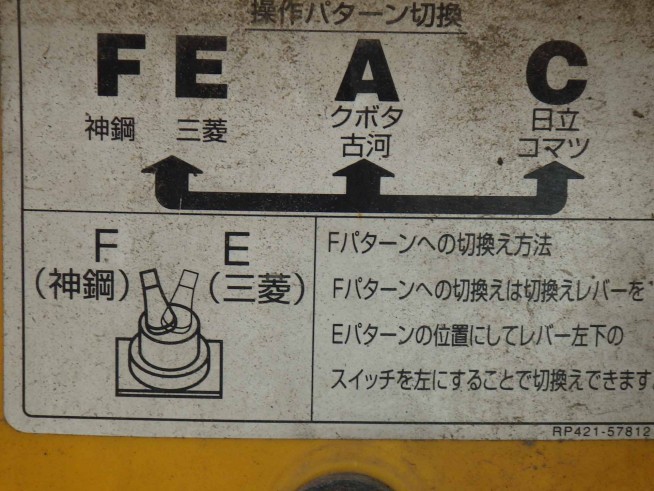 操作パターン切換
F E A C
神鋼 三菱 クボタ 日立
古河 コマツ
F E
(神鋼) (三菱)
Fパターンへの切換え方法
Fパターンへの切換えは切換えレバーを
Eパターンの位置にしてレバー左下の
スイッチを左にすることで切換えできます
RP421-57812